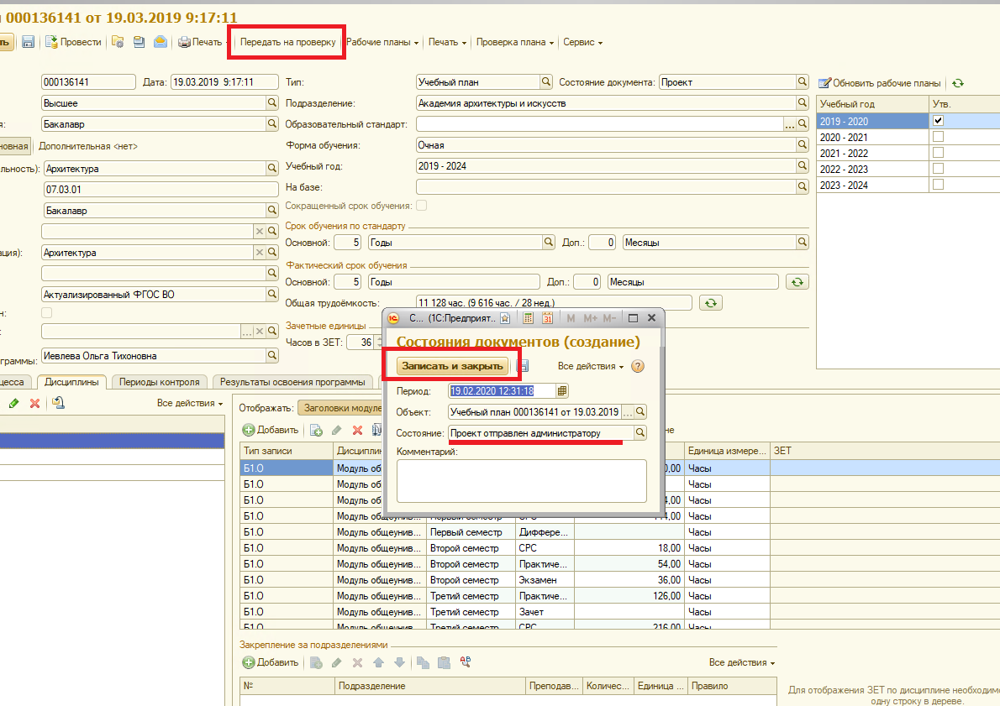 000136141 от 19.03.2019 9:17:11
Провести Печать Передать на проверку Рабочие планы Печать Проверка плана Сервис
000136141 Дата: 19.03.2019 9:17:11 Тип: Учебный план Состояние документа: Проект Обновить рабочие планы
Высшее Подразделение: Академия архитектуры и искусств Учебный год Утв.
Бакалавр Образовательный стандарт: ... 2019 - 2020
новная Дополнительная <нет> Форма обучения: Очная 2020 - 2021
льность): Архитектура Учебный год: 2019 - 2024 2021 - 2022
07.03.01 На базе: 2022 - 2023
Бакалавр Сокращенный срок обучения: 2023 - 2024
Срок обучения по стандарту
Основной: 5 Годы Доп.: 0 Месяцы
ация): Архитектура
Фактический срок обучения
Основной: 5 Годы Доп.: 0 Месяцы
Актуализированный ФГОС ВО Общая трудоёмкость: 11 128 час. (9 616 час. / 28 нед.)
н:
Зачетные единицы
Часов в ЗЕТ: 36
граммы: Иевлева Ольга Тихоновна
С... (1С:Предприят.. M M+ M-
Состояния документов (создание)
Записать и закрыть Все действия
Период: 19.02.2020 12:31:18
Объект: Учебный план 000136141 от 19.03.2019 ...
Состояние: Проект отправлен администратору
Комментарий:
цесса Дисциплины Периоды контроля Результаты освоения программы
Все действия Отображать: Заголовки модуле
Добавить не
Тип записи Дисциплин Единица измере... ЗЕТ
Б1.О Модуль об 0,00 Часы
Б1.О Модуль об Часы
Б1.О Модуль об 4,00 Часы
Б1.О Модуль об Первый семестр СРС 144,00 Часы
Б1.О Модуль общеунив... Первый семестр Диффере... Часы
Б1.О Модуль общеунив... Второй семестр СРС 18,00 Часы
Б1.О Модуль общеунив... Второй семестр Практиче... 54,00 Часы
Б1.О Модуль общеунив... Второй семестр Экзамен 36,00 Часы
Б1.О Модуль общеунив... Третий семестр Практиче... 126,00 Часы
Б1.О Модуль общеунив... Третий семестр Зачет Часы
Б1.О Модуль общеунив... Третий семестр СРС 216,00 Часы
Закрепление за подразделениями
Добавить Все действия
№ Подразделение Преподав... Количес... Единица ... Правило
Для отображения ЗЕТ по дисциплине необходимо
одну строку в дереве.